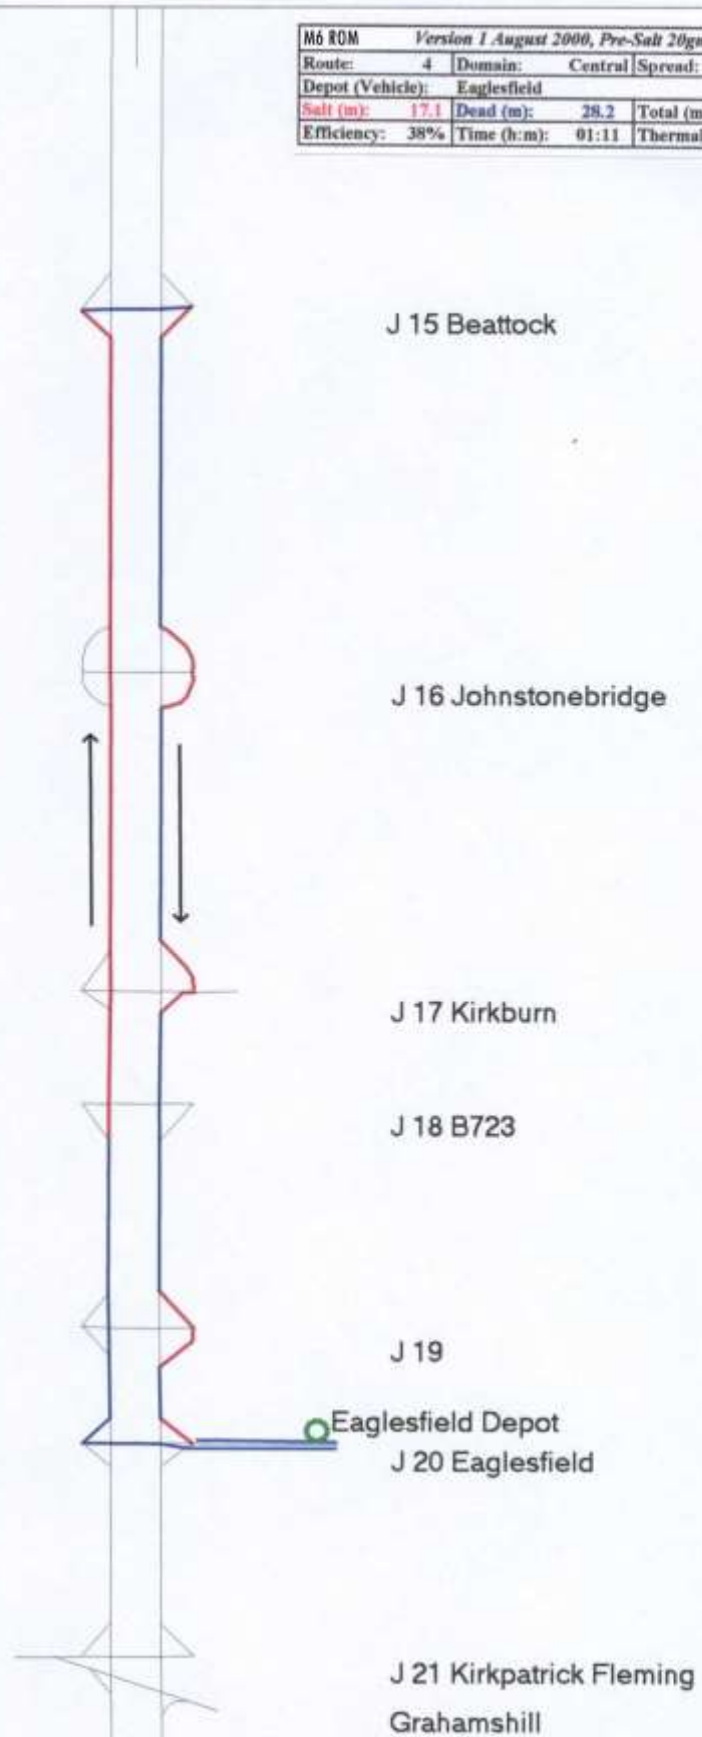 M6 ROM Version 1 August 2000, Pre-Salt
Route: 4 Domain: Central Spread:
Depot (Vehicle): Eaglesfield
Salt (m): 17.1 Dead (m): 28.2 Total
Efficiency: 38% Time (h:m): 01:11
J 15 Beattock
J 16 Johnstonebridge
J 17 Kirkburn
J 18 B723
J 19
Eaglesfield Depot
J 20 Eaglesfield
J 21 Kirkpatrick Fleming
Grahamshill